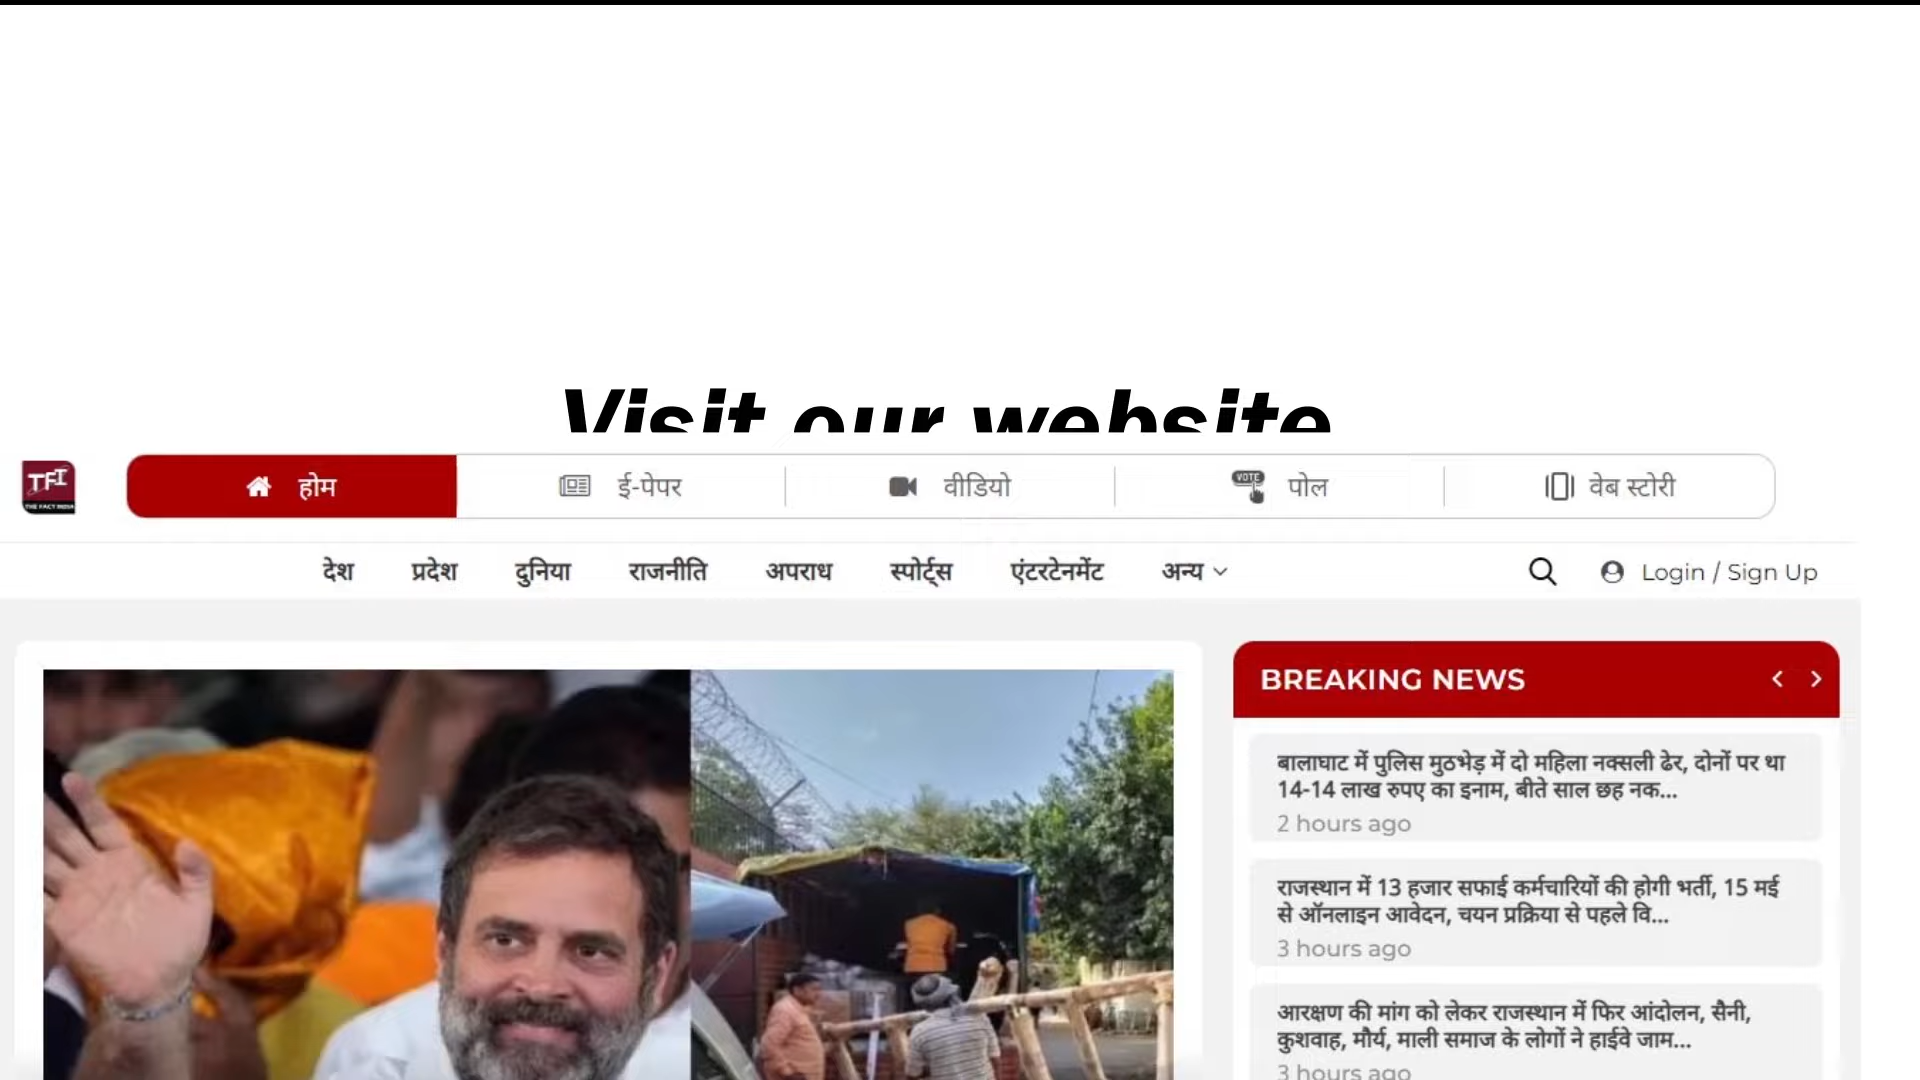 Visit our website
TFI
THE FACT INDIA
होम
ई-पेपर
वीडियो
VOTE
पोल
वेब स्टोरी
देश
प्रदेश
दुनिया
राजनीति
अपराध
स्पोर्ट्स
एंटरटेनमेंट
अन्य
Login / Sign Up
BREAKING NEWS
बालाघाट में पुलिस मुठभेड़ में दो महिला नक्सली ढेर, दोनों पर था
14-14 लाख रुपए का इनाम, बीते साल छह नक...
2 hours ago
राजस्थान में 13 हजार सफाई कर्मचारियों की होगी भर्ती, 15 मई
से ऑनलाइन आवेदन, चयन प्रक्रिया से पहले वि...
3 hours ago
आरक्षण की मांग को लेकर राजस्थान में फिर आंदोलन, सैनी,
कुशवाह, मौर्य, माली समाज के लोगों ने हाईवे जाम...
3 hours ago